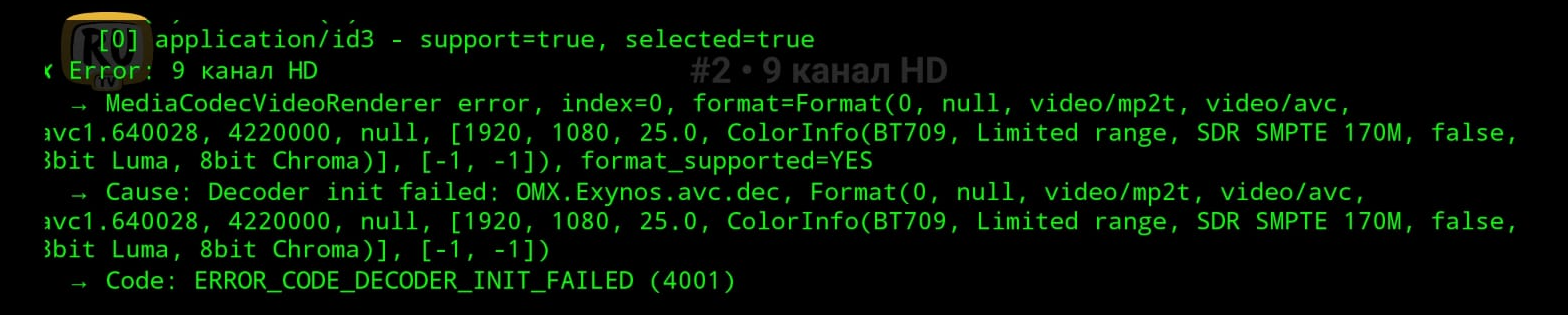 [0] application/id3 - support=true, selected=true
RU
TV
#2 • 9 канал HD
✗ Error: 9 канал HD
→ MediaCodecVideoRenderer error, index=0, format=Format(0, null, video/mp2t, video/avc,
avc1.640028, 4220000, null, [1920, 1080, 25.0, ColorInfo(BT709, Limited range, SDR SMPTE 170M, false,
8bit Luma, 8bit Chroma)], [-1, -1]), format_supported=YES
→ Cause: Decoder init failed: OMX.Exynos.avc.dec, Format(0, null, video/mp2t, video/avc,
avc1.640028, 4220000, null, [1920, 1080, 25.0, ColorInfo(BT709, Limited range, SDR SMPTE 170M, false,
8bit Luma, 8bit Chroma)], [-1, -1])
→ Code: ERROR_CODE_DECODER_INIT_FAILED (4001)